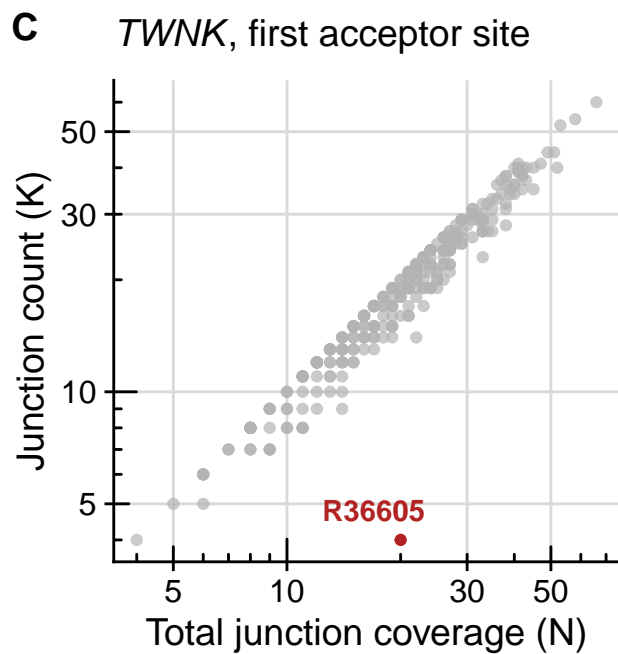 C
TWNK, first acceptor site
Junction count (K)
50
30
10
5
R36605
5 10 30 50
Total junction coverage (N)